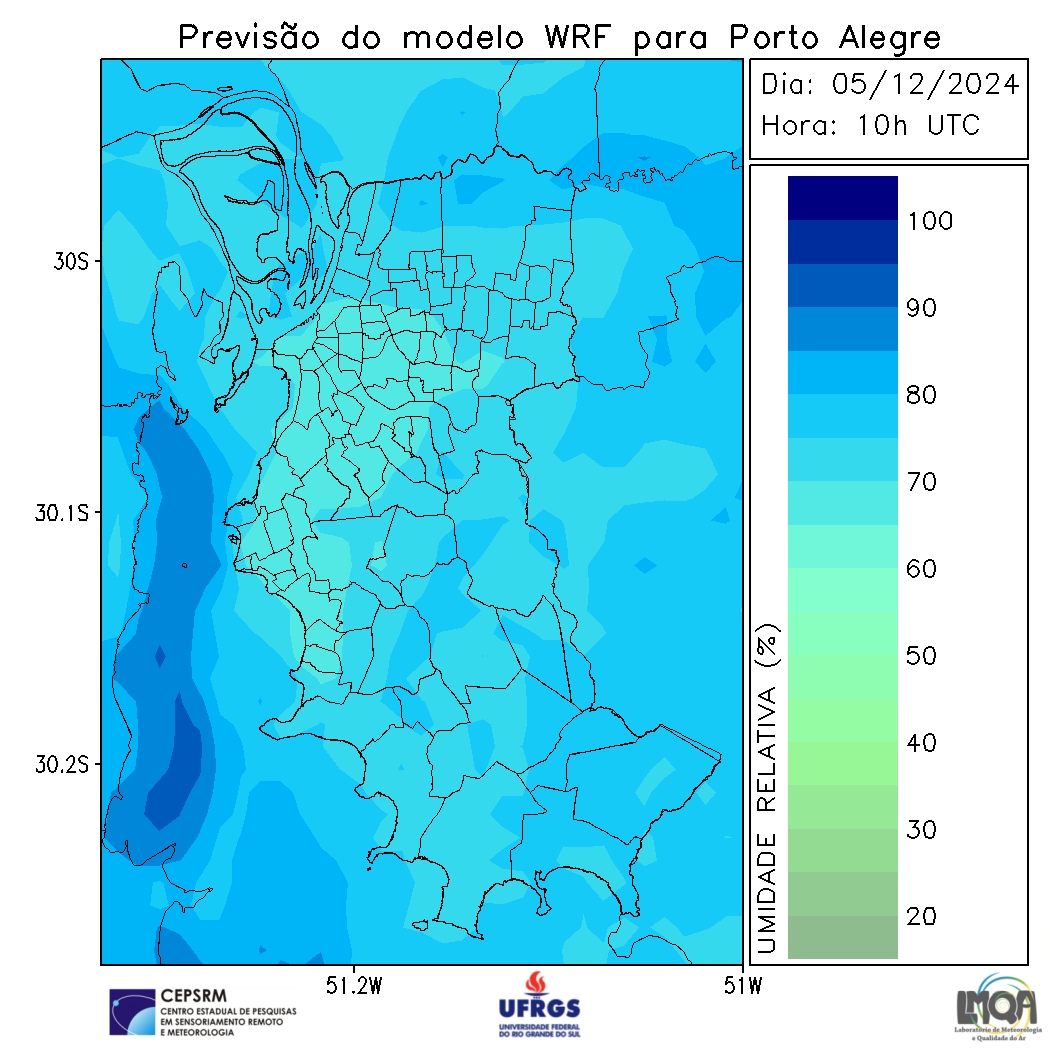 Previsão do modelo WRF para Porto Alegre
Dia: 05/12/2024
Hora: 10h UTC
100
90
80
70
60
50
40
30
20
UMIDADE RELATIVA (%)
30S
30.1S
30.2S
51.2W
51W
CEPSRM
CENTRO ESTADUAL DE PESQUISAS
EM SENSORIAMENTO REMOTO
E METEOROLOGIA
UFRGS
UNIVERSIDADE FEDERAL
DO RIO GRANDE DO SUL
LMQA
Laboratório de Meteorologia
e Qualidade do Ar